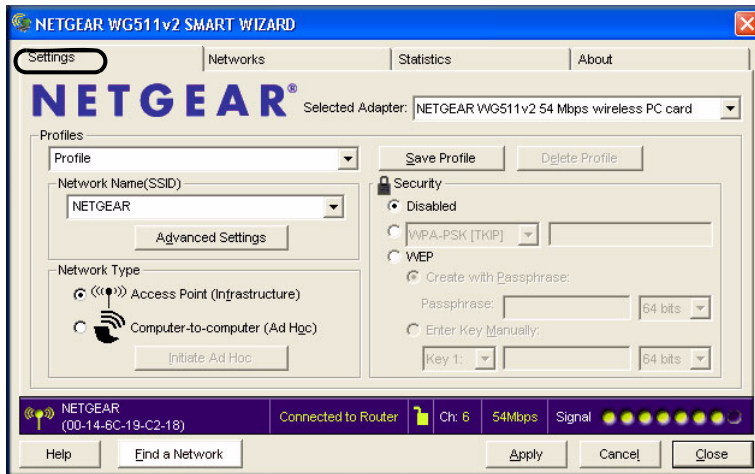 NETGEAR WG511v2 SMART WIZARD
Settings Networks Statistics About
NETGEAR® Selected Adapter: NETGEAR WG511v2 54 Mbps wireless PC card
Profiles
Profile Save Profile Delete Profile
Network Name(SSID)
NETGEAR
Advanced Settings
Network Type
Access Point (Infrastructure)
Computer-to-computer (Ad Hoc)
Initiate Ad Hoc
Security
Disabled
WPA-PSK [TKIP]
WEP
Create with Passphrase:
Passphrase: 64 bits
Enter Key Manually:
Key 1: 64 bits
NETGEAR
(00-14-6C-19-C2-18) Connected to Router Ch: 6 54Mbps Signal
Help Find a Network Apply Cancel Close